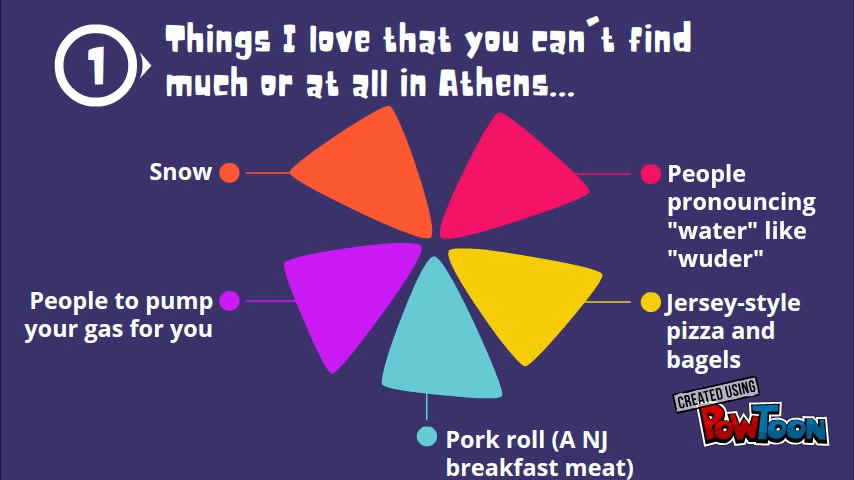 1
Things I love that you can´t find
much or at all in Athens...
Snow
People
pronouncing
"water" like
"wuder"
People to pump
your gas for you
Jersey-style
pizza and
bagels
Pork roll (A NJ
breakfast meat)
CREATED USING
POWTOON